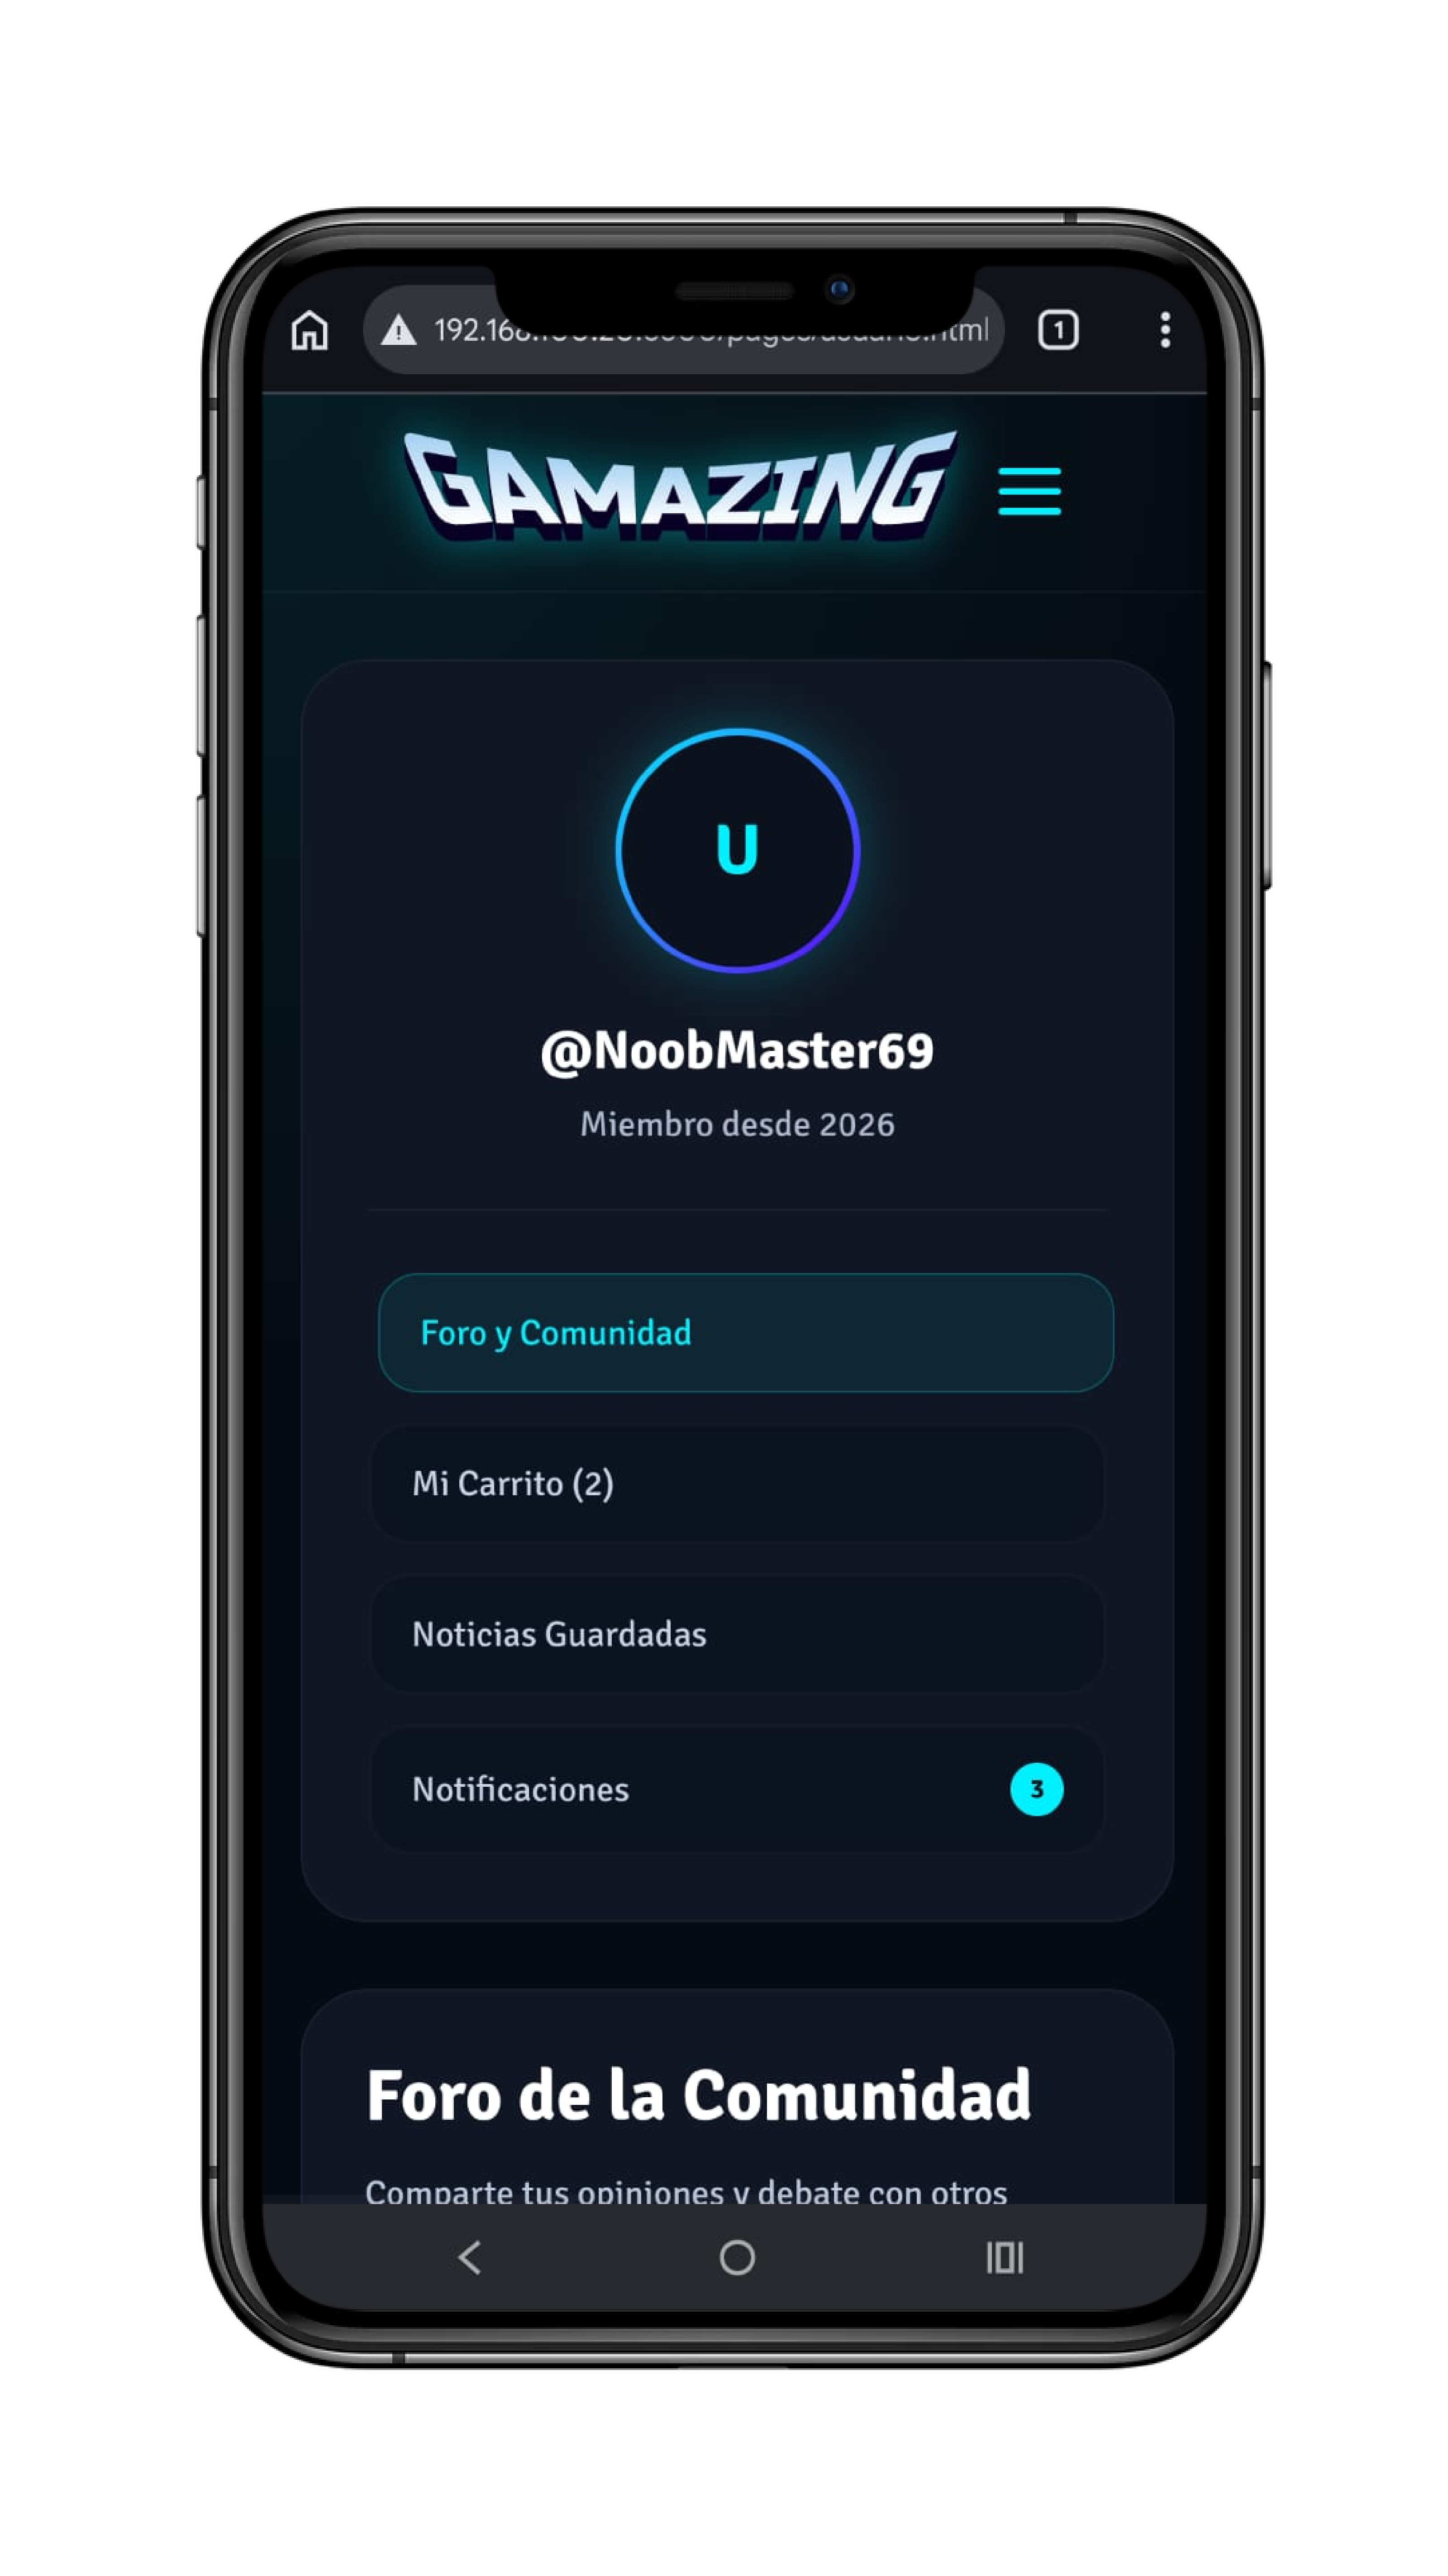 1
GAMAZING
U
@NoobMaster69
Miembro desde 2026
Foro y Comunidad
Mi Carrito (2)
Noticias Guardadas
Notificaciones
3
Foro de la Comunidad
Comparte tus opiniones y debate con otros